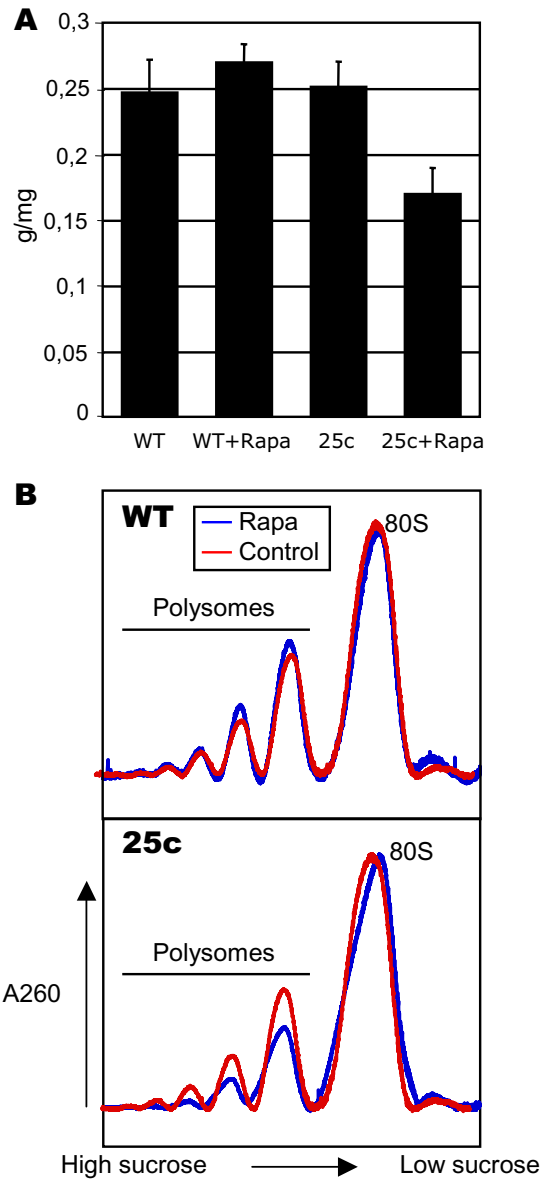 A
0,3
0,25
0,2
0,15
0,1
0,05
0
g/mg
WT
WT+Rapa
25c
25c+Rapa
B
WT
Rapa
Control
80S
Polysomes
25c
80S
Polysomes
A260
High sucrose
Low sucrose